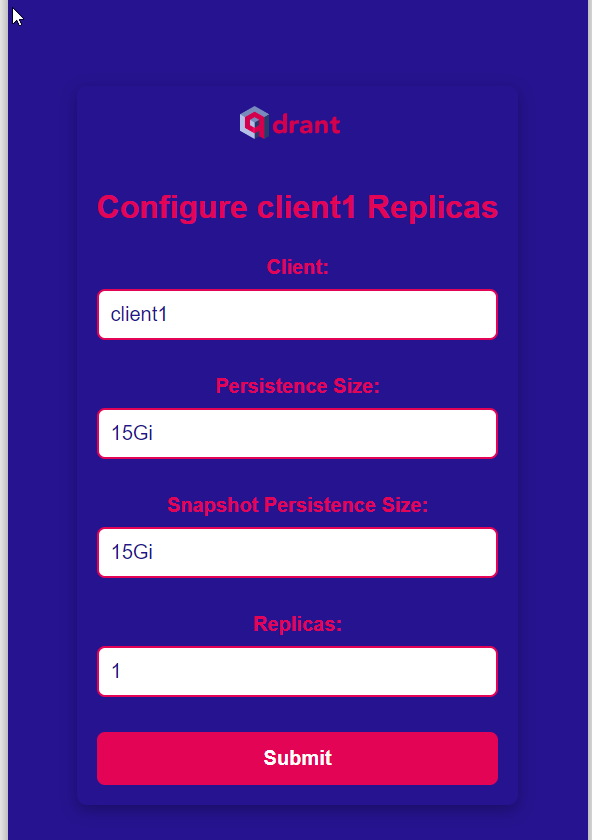 qdrant
Configure client1 Replicas
Client:
client1
Persistence Size:
15Gi
Snapshot Persistence Size:
15Gi
Replicas:
1
Submit